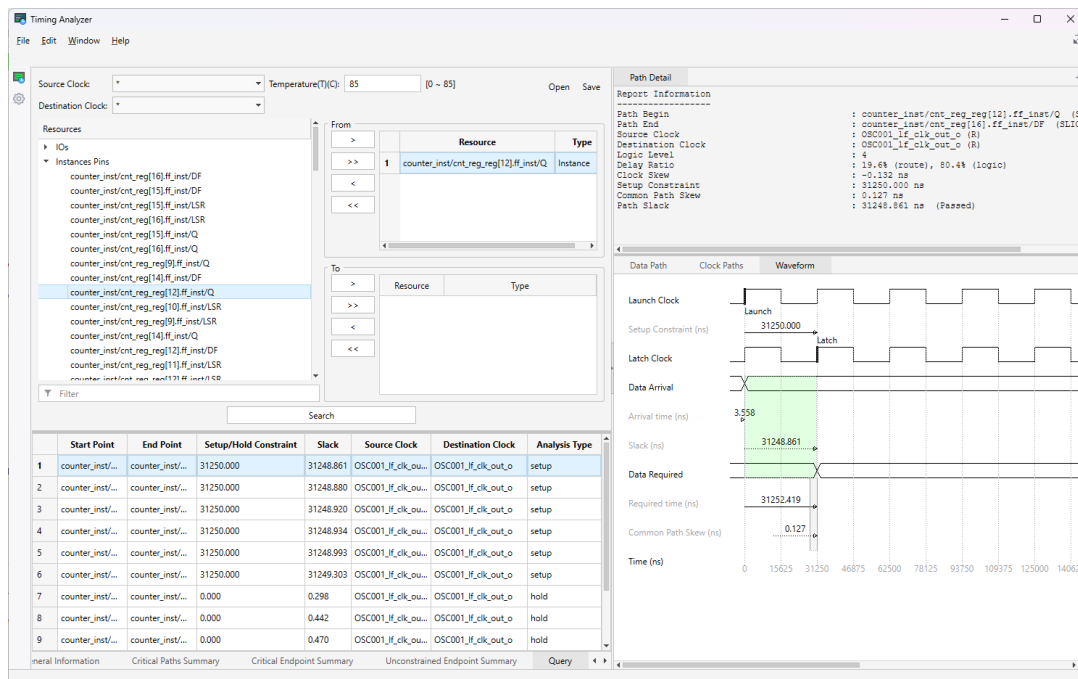 Timing Analyzer
File Edit Window Help
Source Clock: * Temperature(T)(C): 85 [0 ~ 85] Open Save
Destination Clock: *
Resources
IOs
Instances Pins
counter_inst/cnt_reg[16].ff_inst/DF
counter_inst/cnt_reg[15].ff_inst/DF
counter_inst/cnt_reg[15].ff_inst/LSR
counter_inst/cnt_reg[16].ff_inst/LSR
counter_inst/cnt_reg[15].ff_inst/Q
counter_inst/cnt_reg[16].ff_inst/Q
counter_inst/cnt_reg_reg[9].ff_inst/Q
counter_inst/cnt_reg[14].ff_inst/DF
counter_inst/cnt_reg_reg[12].ff_inst/Q
counter_inst/cnt_reg_reg[10].ff_inst/LSR
counter_inst/cnt_reg_reg[9].ff_inst/LSR
counter_inst/cnt_reg[14].ff_inst/Q
counter_inst/cnt_reg_reg[12].ff_inst/DF
counter_inst/cnt_reg_reg[11].ff_inst/LSR
counter_inst/cnt_reg_reg[12].ff_inst/LSR
Filter
From
>
>>
<
<<
Resource Type
1 counter_inst/cnt_reg_reg[12].ff_inst/Q Instance
To
>
>>
<
<<
Resource Type
Search
Start Point End Point Setup/Hold Constraint Slack Source Clock Destination Clock Analysis Type
1 counter_inst/... counter_inst/... 31250.000 31248.861 OSC001_lf_clk_ou... OSC001_lf_clk_out_o setup
2 counter_inst/... counter_inst/... 31250.000 31248.880 OSC001_lf_clk_ou... OSC001_lf_clk_out_o setup
3 counter_inst/... counter_inst/... 31250.000 31248.920 OSC001_lf_clk_ou... OSC001_lf_clk_out_o setup
4 counter_inst/... counter_inst/... 31250.000 31248.934 OSC001_lf_clk_ou... OSC001_lf_clk_out_o setup
5 counter_inst/... counter_inst/... 31250.000 31248.993 OSC001_lf_clk_ou... OSC001_lf_clk_out_o setup
6 counter_inst/... counter_inst/... 31250.000 31249.303 OSC001_lf_clk_ou... OSC001_lf_clk_out_o setup
7 counter_inst/... counter_inst/... 0.000 0.298 OSC001_lf_clk_ou... OSC001_lf_clk_out_o hold
8 counter_inst/... counter_inst/... 0.000 0.442 OSC001_lf_clk_ou... OSC001_lf_clk_out_o hold
9 counter_inst/... counter_inst/... 0.000 0.470 OSC001_lf_clk_ou... OSC001_lf_clk_out_o hold
eneral Information Critical Paths Summary Critical Endpoint Summary Unconstrained Endpoint Summary Query
Path Detail
Report Information
------------------
Path Begin : counter_inst/cnt_reg_reg[12].ff_inst/Q (S
Path End : counter_inst/cnt_reg[16].ff_inst/DF (SLIC
Source Clock : OSC001_lf_clk_out_o (R)
Destination Clock : OSC001_lf_clk_out_o (R)
Logic Level : 4
Delay Ratio : 19.6% (route), 80.4% (logic)
Clock Skew : -0.132 ns
Setup Constraint : 31250.000 ns
Common Path Skew : 0.127 ns
Path Slack : 31248.861 ns (Passed)
Data Path Clock Paths Waveform
Launch Clock
Launch
Setup Constraint (ns) 31250.000
Latch
Latch Clock
Data Arrival
Arrival time (ns) 3.558
Slack (ns) 31248.861
Data Required
Required time (ns) 31252.419
Common Path Skew (ns) 0.127
Time (ns) 0 15625 31250 46875 62500 78125 93750 109375 125000 14062